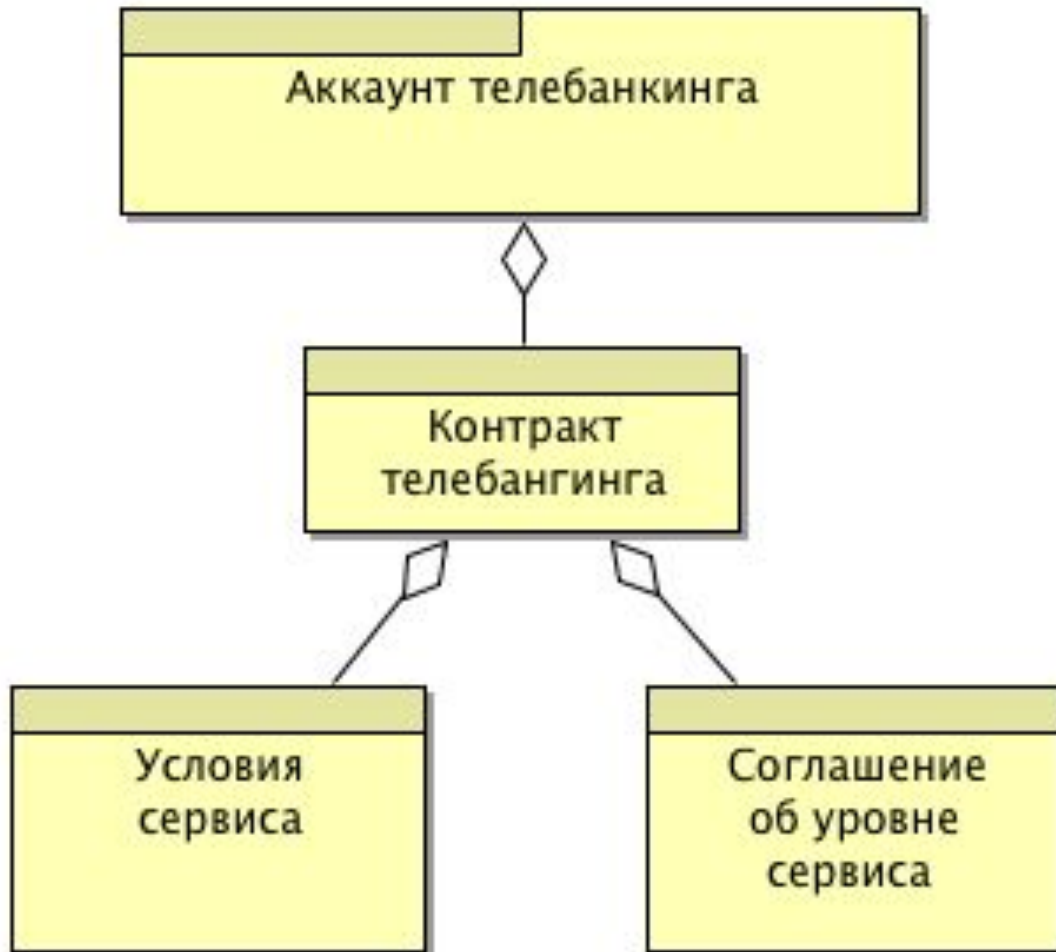 Аккаунт телебанкинга
Контракт
телебангинга
Условия
сервиса
Соглашение
об уровне
сервиса